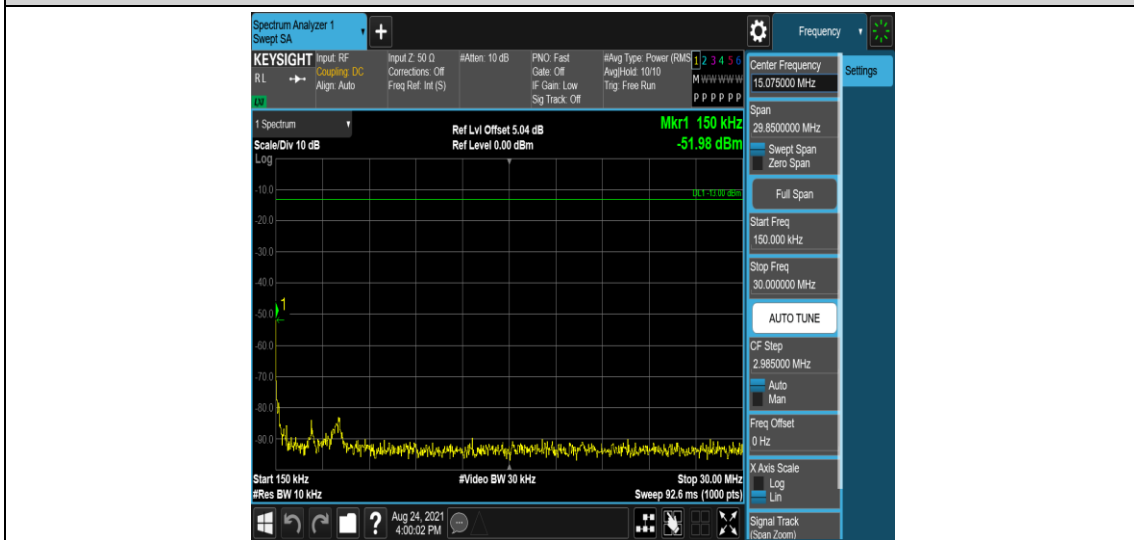 Spectrum Analyzer 1
Swept SA
Frequency
KEYSIGHT
RL
LXI
Input: RF
Coupling: DC
Align: Auto
Input Z: 50 Ω
Corrections: Off
Freq Ref: Int (S)
#Atten: 10 dB
PNO: Fast
Gate: Off
IF Gain: Low
Sig Track: Off
#Avg Type: Power (RMS
Avg|Hold: 10/10
Trig: Free Run
1 2 3 4 5 6
M W W W W W
P P P P P P
Center Frequency
15.075000 MHz
Settings
Span
29.8500000 MHz
Swept Span
Zero Span
Full Span
Start Freq
150.000 kHz
Stop Freq
30.000000 MHz
AUTO TUNE
CF Step
2.985000 MHz
Auto
Man
Freq Offset
0 Hz
X Axis Scale
Log
Lin
Signal Track
(Span Zoom)
1 Spectrum
Scale/Div 10 dB
Log
Ref Lvl Offset 5.04 dB
Ref Level 0.00 dBm
Mkr1 150 kHz
-51.98 dBm
DL1 -13.00 dBm
-10.0
-20.0
-30.0
-40.0
-50.0
1
-60.0
-70.0
-80.0
-90.0
Start 150 kHz
#Video BW 30 kHz
Stop 30.00 MHz
#Res BW 10 kHz
Sweep 92.6 ms (1000 pts)
?
Aug 24, 2021
4:00:02 PM